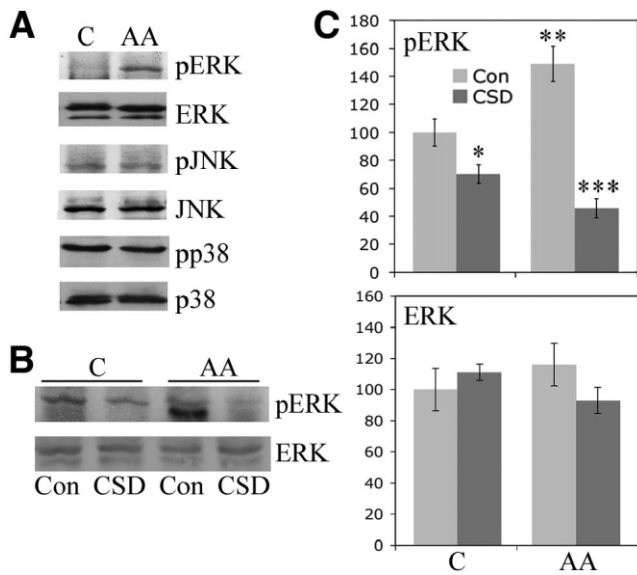 A
C AA
pERK
ERK
pJNK
JNK
pp38
p38
B
C AA
pERK
ERK
Con CSD Con CSD
C
180
160
140
120
100
80
60
40
20
0
pERK
Con
CSD
*
**
***
160
140
120
100
80
60
40
20
0
ERK
C AA